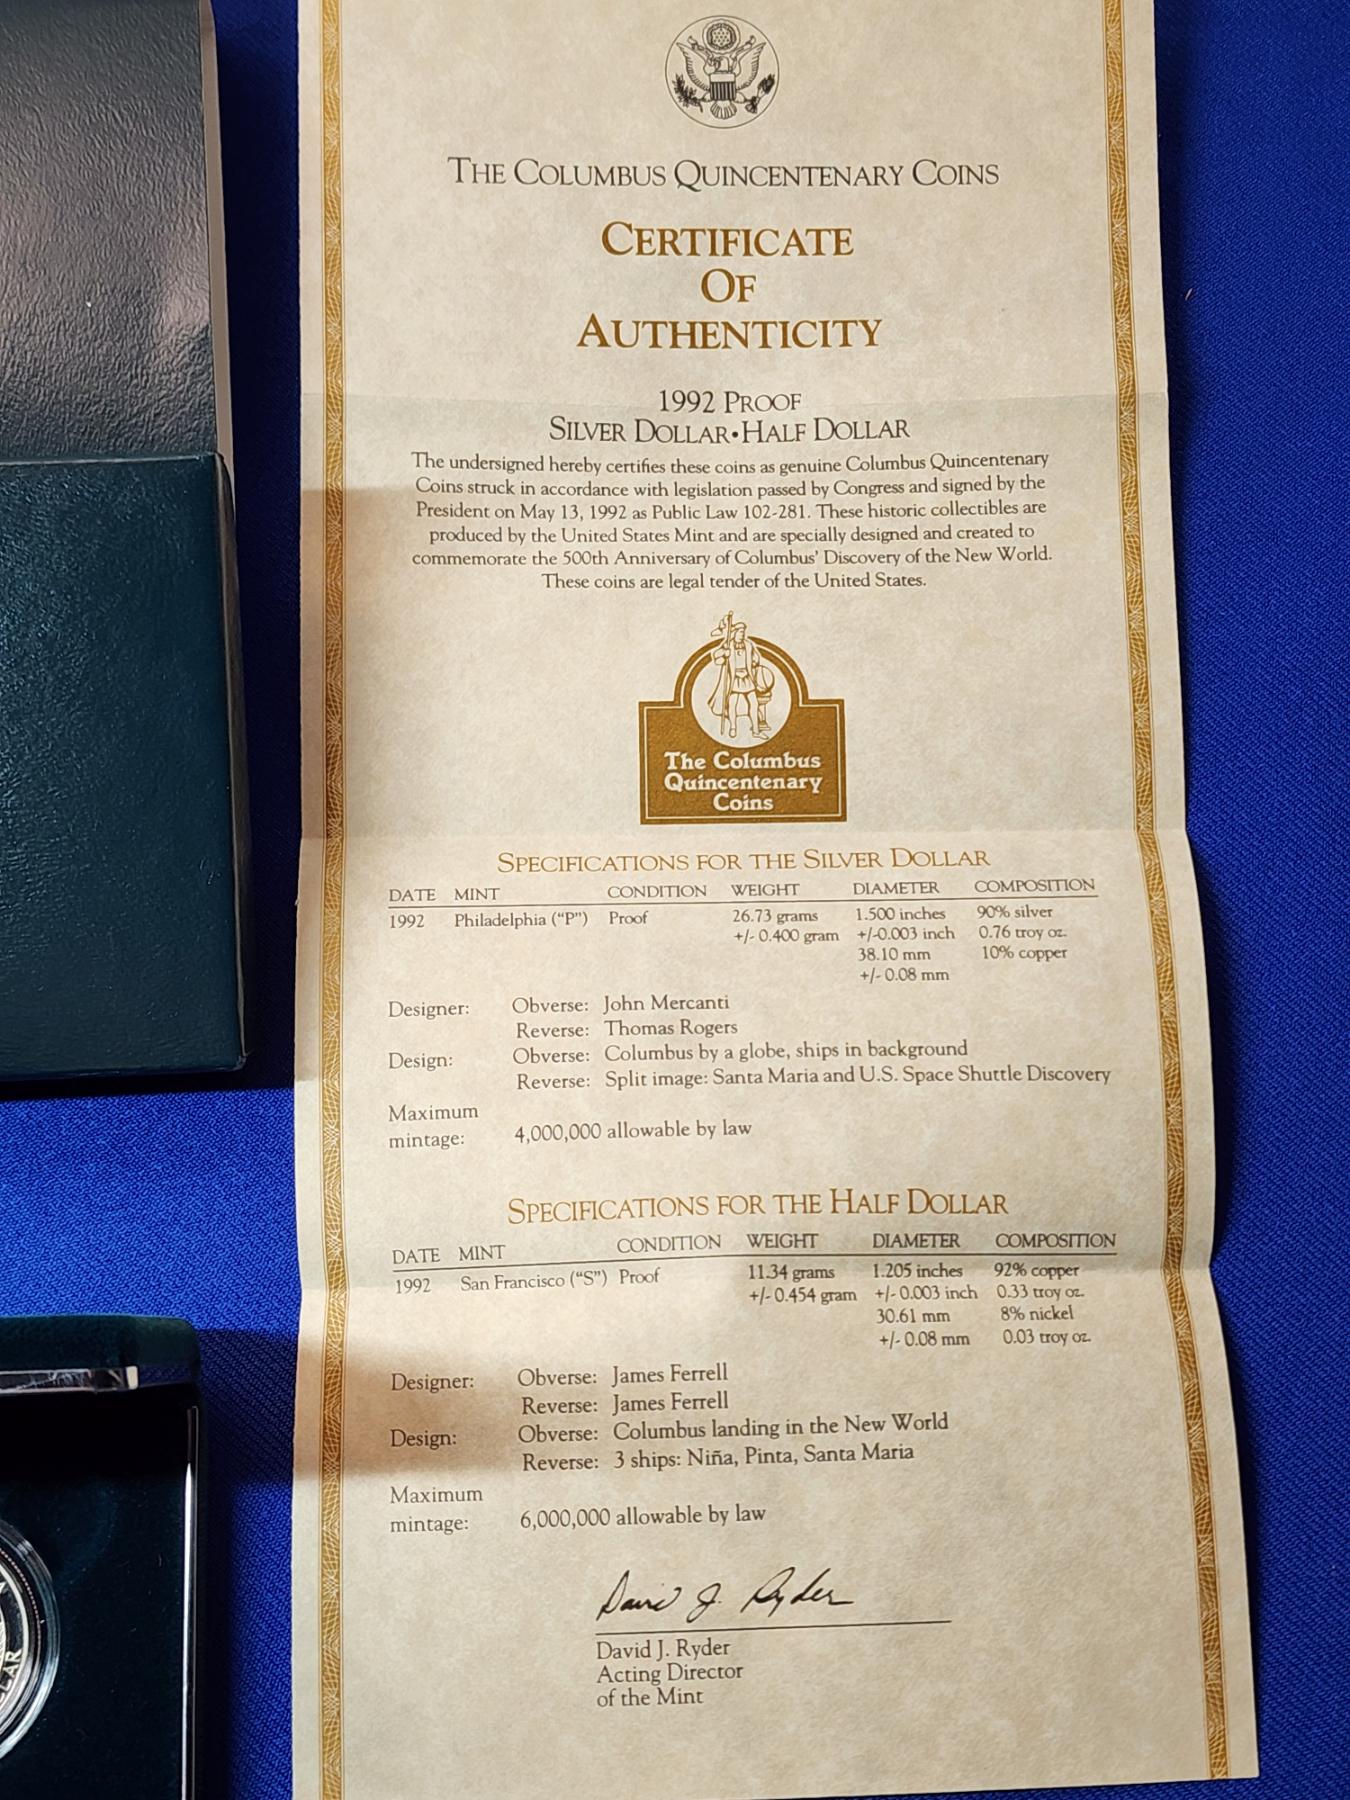 THE COLUMBUS QUINCENTENARY COINS
CERTIFICATE
OF
AUTHENTICITY
1992 PROOF
SILVER DOLLAR•HALF DOLLAR
The undersigned hereby certifies these coins as genuine Columbus Quincentenary
Coins struck in accordance with legislation passed by Congress and signed by the
President on May 13, 1992 as Public Law 102-281. These historic collectibles are
produced by the United States Mint and are specially designed and created to
commemorate the 500th Anniversary of Columbus' Discovery of the New World.
These coins are legal tender of the United States.
The Columbus
Quincentenary
Coins
SPECIFICATIONS FOR THE SILVER DOLLAR
DATE MINT CONDITION WEIGHT DIAMETER COMPOSITION
1992 Philadelphia ("P") Proof 26.73 grams 1.500 inches 90% silver
+/- 0.400 gram +/-0.003 inch 0.76 troy oz.
38.10 mm 10% copper
+/- 0.08 mm
Designer: Obverse: John Mercanti
Reverse: Thomas Rogers
Design: Obverse: Columbus by a globe, ships in background
Reverse: Split image: Santa Maria and U.S. Space Shuttle Discovery
Maximum
mintage: 4,000,000 allowable by law
SPECIFICATIONS FOR THE HALF DOLLAR
DATE MINT CONDITION WEIGHT DIAMETER COMPOSITION
1992 San Francisco ("S") Proof 11.34 grams 1.205 inches 92% copper
+/- 0.454 gram +/- 0.003 inch 0.33 troy oz.
30.61 mm 8% nickel
+/- 0.08 mm 0.03 troy oz.
Designer: Obverse: James Ferrell
Reverse: James Ferrell
Design: Obverse: Columbus landing in the New World
Reverse: 3 ships: Niña, Pinta, Santa Maria
Maximum
mintage: 6,000,000 allowable by law
David J. Ryder
David J. Ryder
Acting Director
of the Mint